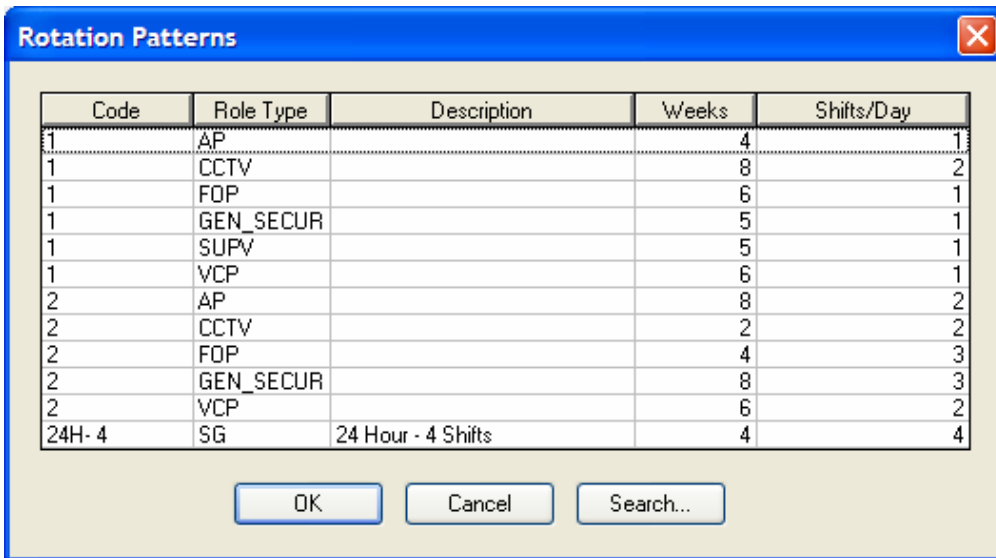 Rotation Patterns
Code Role Type Description Weeks Shifts/Day
1 AP 4 1
1 CCTV 8 2
1 FOP 6 1
1 GEN_SECUR 5 1
1 SUPV 5 1
1 VCP 6 1
2 AP 8 2
2 CCTV 2 2
2 FOP 4 3
2 GEN_SECUR 8 3
2 VCP 6 2
24H- 4 SG 24 Hour - 4 Shifts 4 4
OK Cancel Search...